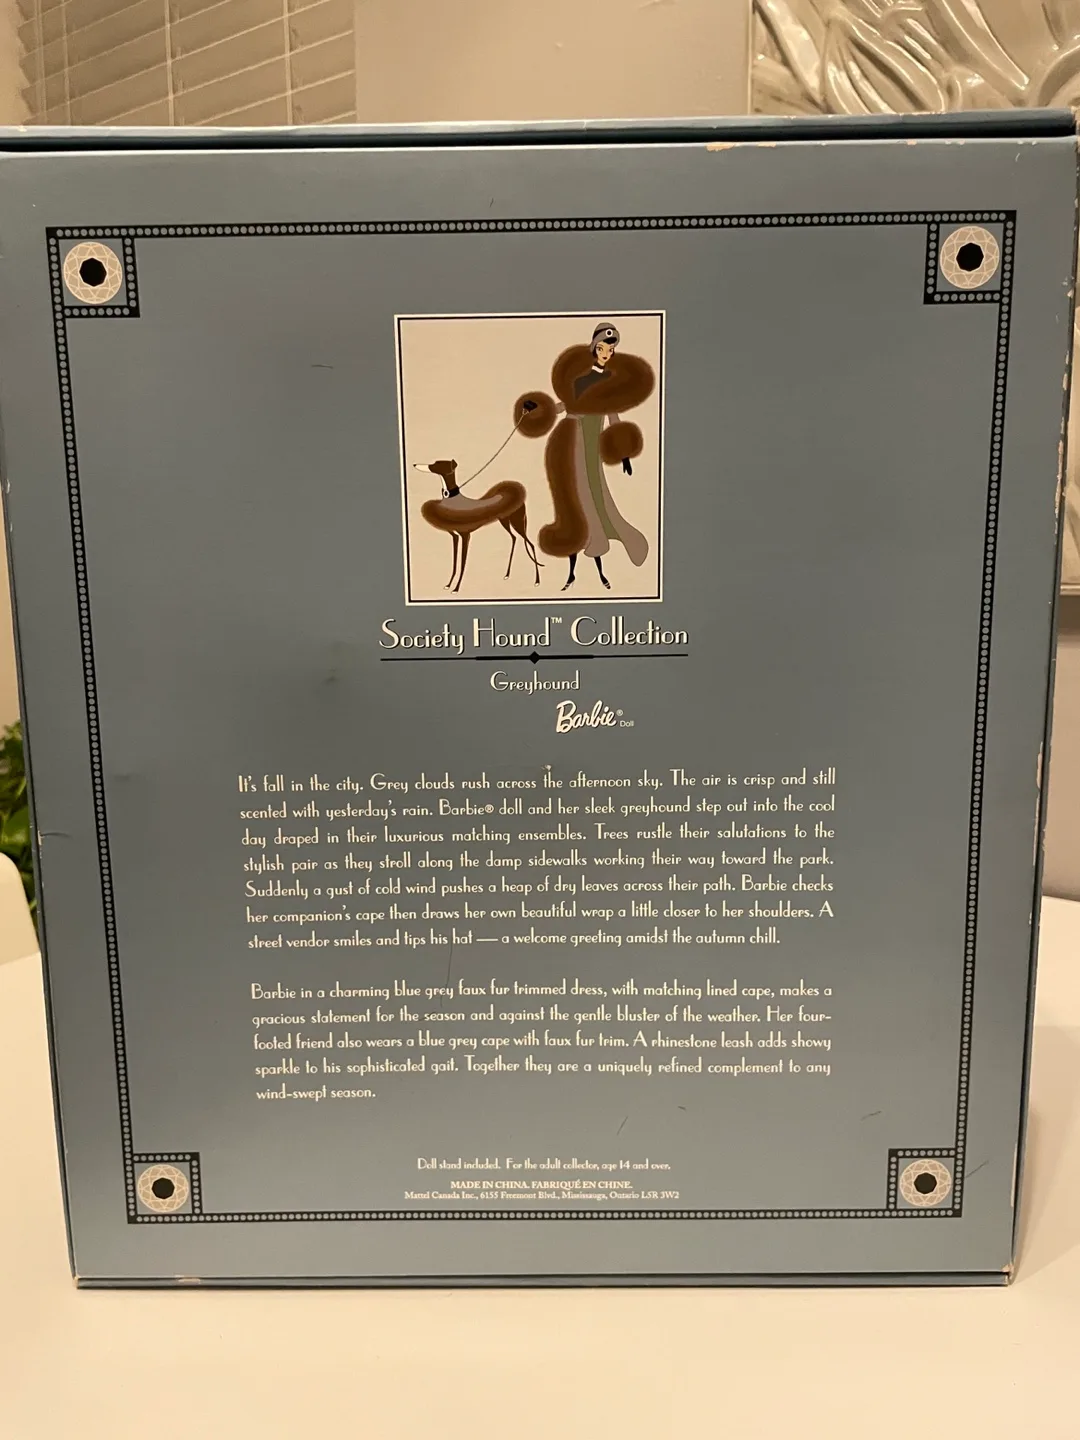 Society Hound™ Collection
Greyhound
Barbie® Doll
It's fall in the city. Grey clouds rush across the afternoon sky. The air is crisp and still
scented with yesterday's rain. Barbie® doll and her sleek greyhound step out into the cool
day draped in their luxurious matching ensembles. Trees rustle their salutations to the
stylish pair as they stroll along the damp sidewalks working their way toward the park.
Suddenly a gust of cold wind pushes a heap of dry leaves across their path. Barbie checks
her companion's cape then draws her own beautiful wrap a little closer to her shoulders. A
street vendor smiles and tips his hat — a welcome greeting amidst the autumn chill.
Barbie in a charming blue grey faux fur trimmed dress, with matching lined cape, makes a
gracious statement for the season and against the gentle bluster of the weather. Her four-
footed friend also wears a blue grey cape with faux fur trim. A rhinestone leash adds showy
sparkle to his sophisticated gait. Together they are a uniquely refined complement to any
wind-swept season.
Doll stand included. For the adult collector, age 14 and over.
MADE IN CHINA. FABRIQUÉ EN CHINE.
Mattel Canada Inc., 6155 Freemont Blvd., Mississauga, Ontario L5R 3W2